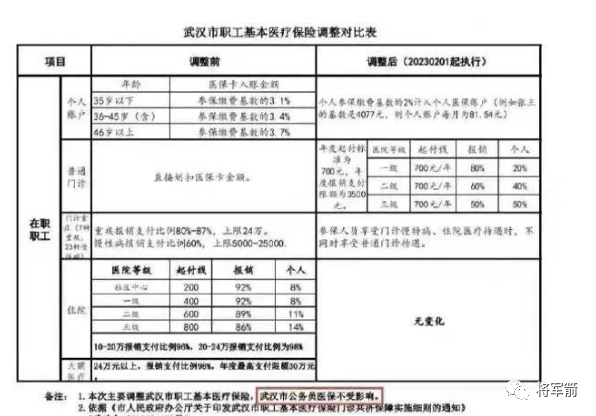 武汉市职工基本医疗保险调整对比表
项目 调整前 调整后（20230201起执行）
在职职工
个人账户
年龄 医保卡入账金额
35岁以下 参保缴费基数的3.1%
36-45岁（含） 参保缴费基数的3.4%
46岁以上 参保缴费基数的3.7%
个人参保缴费基数的2%计入个人医保账户（例如张三
的基数是4077元，则个人账户每月为81.54元）
普通门诊
直接划扣医保卡金额。
年度起付标
准为
700元，年
度报销支付
限额为3500
元。
医院等级 起付线 报销 个人
一级 700元/年 80% 20%
二级 700元/年 60% 40%
三级 700元/年 50% 50%
门诊重
症（7种
重疾，
重疾报销支付比例80%-87%，上限24万。
慢性病报销支付比例60%，上限5000-25000.
参保人员享受门诊慢特病、住院医疗待遇时，不
同时享受普通门诊待遇。
住院
医院等级 起付线 报销 个人
社区中心 200 92% 8%
一级 400 92% 8%
二级 600 89% 11%
三级 800 86% 14%
10-20万报销支付比例96%，20-24万报销支付比例为98%
无变化
大额
24万元以上，报销支付比例98%，年度最高支付限额30万元
备注：1.本次主要调整武汉市职工基本医疗保险，武汉市公务员医保不受影响。
2.依据《市人民政府办公厅关于印发武汉市职工基本医疗保险门诊共济保障实施细则的通知》
将军箭